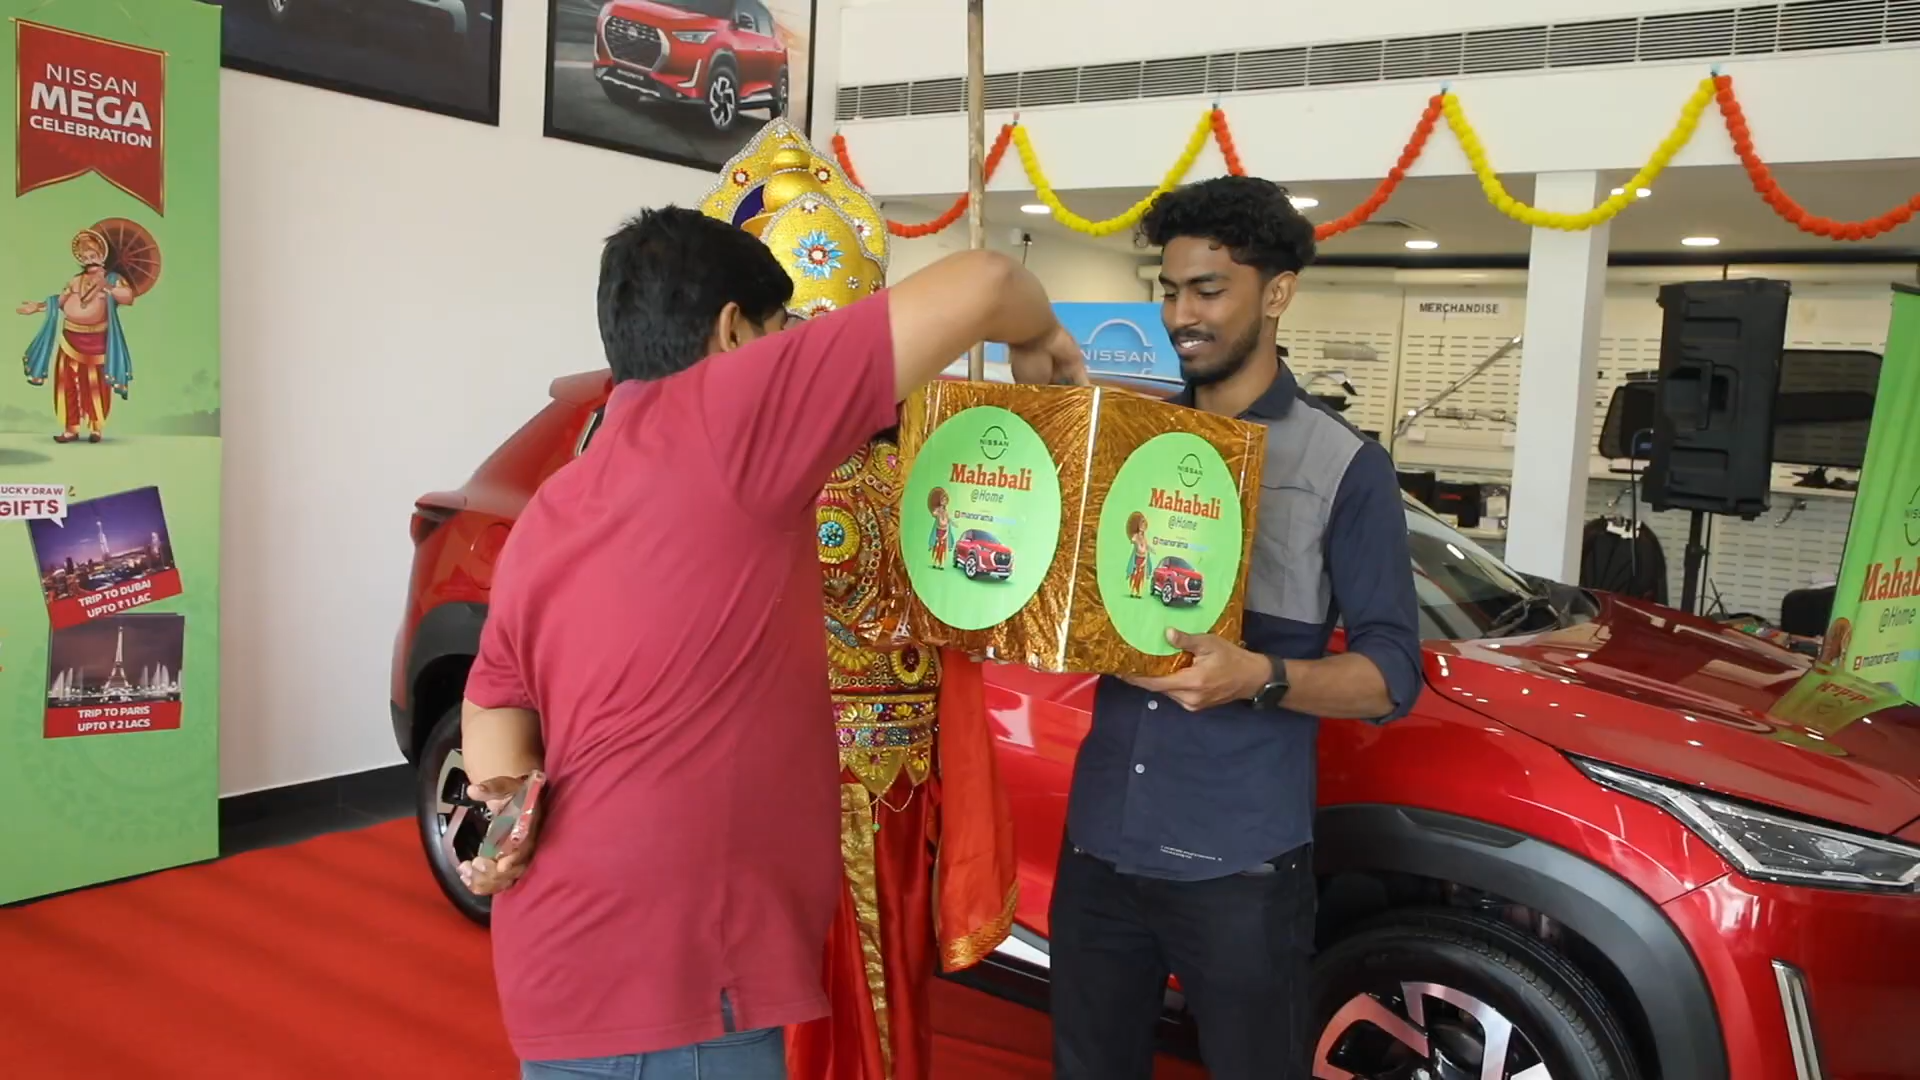 NISSAN
MEGA
CELEBRATION
LUCKY DRAW
GIFTS
TRIP TO DUBAI
UPTO ₹ 1 LAC
TRIP TO PARIS
UPTO ₹ 2 LACS
NISSAN
MERCHANDISE
NISSAN
Mahabali
@Home
manorama
NISSAN
Mahabali
@Home
manorama
@Home
manorama